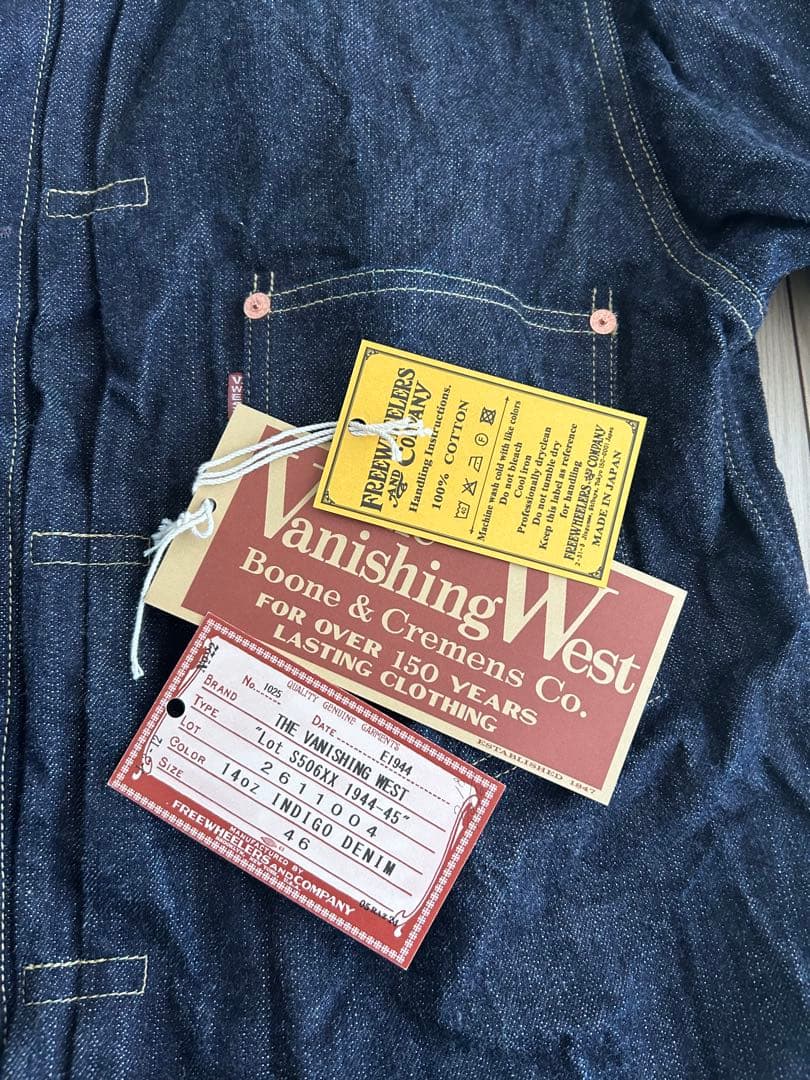 V.
WES
FREEWHEELERS
AND COMPANY
Handling Instructions.
100% COTTON
Machine wash cold with like colors
Do not bleach
Cool iron
Professionally dryclean
Do not tumble dry
Keep this label as reference
for handling
FREEWHEELERS AND COMPANY
MADE IN JAPAN
Vanishing West
Boone & Cremens Co.
FOR OVER 150 YEARS
LASTING CLOTHING
ESTABLISHED 1847
QUALITY GENUINE GARMENTS
No. 1025 DATE E1944
BRAND THE VANISHING WEST
TYPE "Lot S506XX 1944-45"
LOT 2611004
COLOR 14oz INDIGO DENIM
SIZE 46
MANUFACTURED BY
FREEWHEELERS AND COMPANY